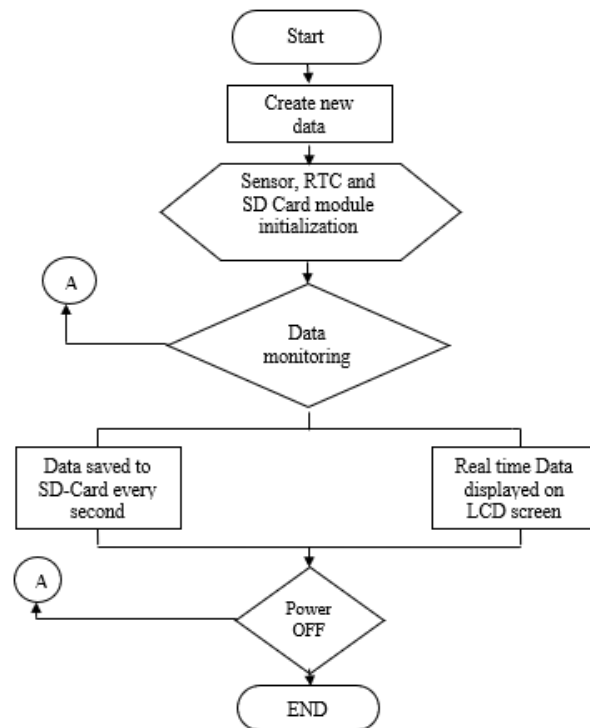 Start
Create new
data
Sensor, RTC and
SD Card module
initialization
A
Data
monitoring
Data saved to
SD-Card every
second
Real time Data
displayed on
LCD screen
A
Power
OFF
END